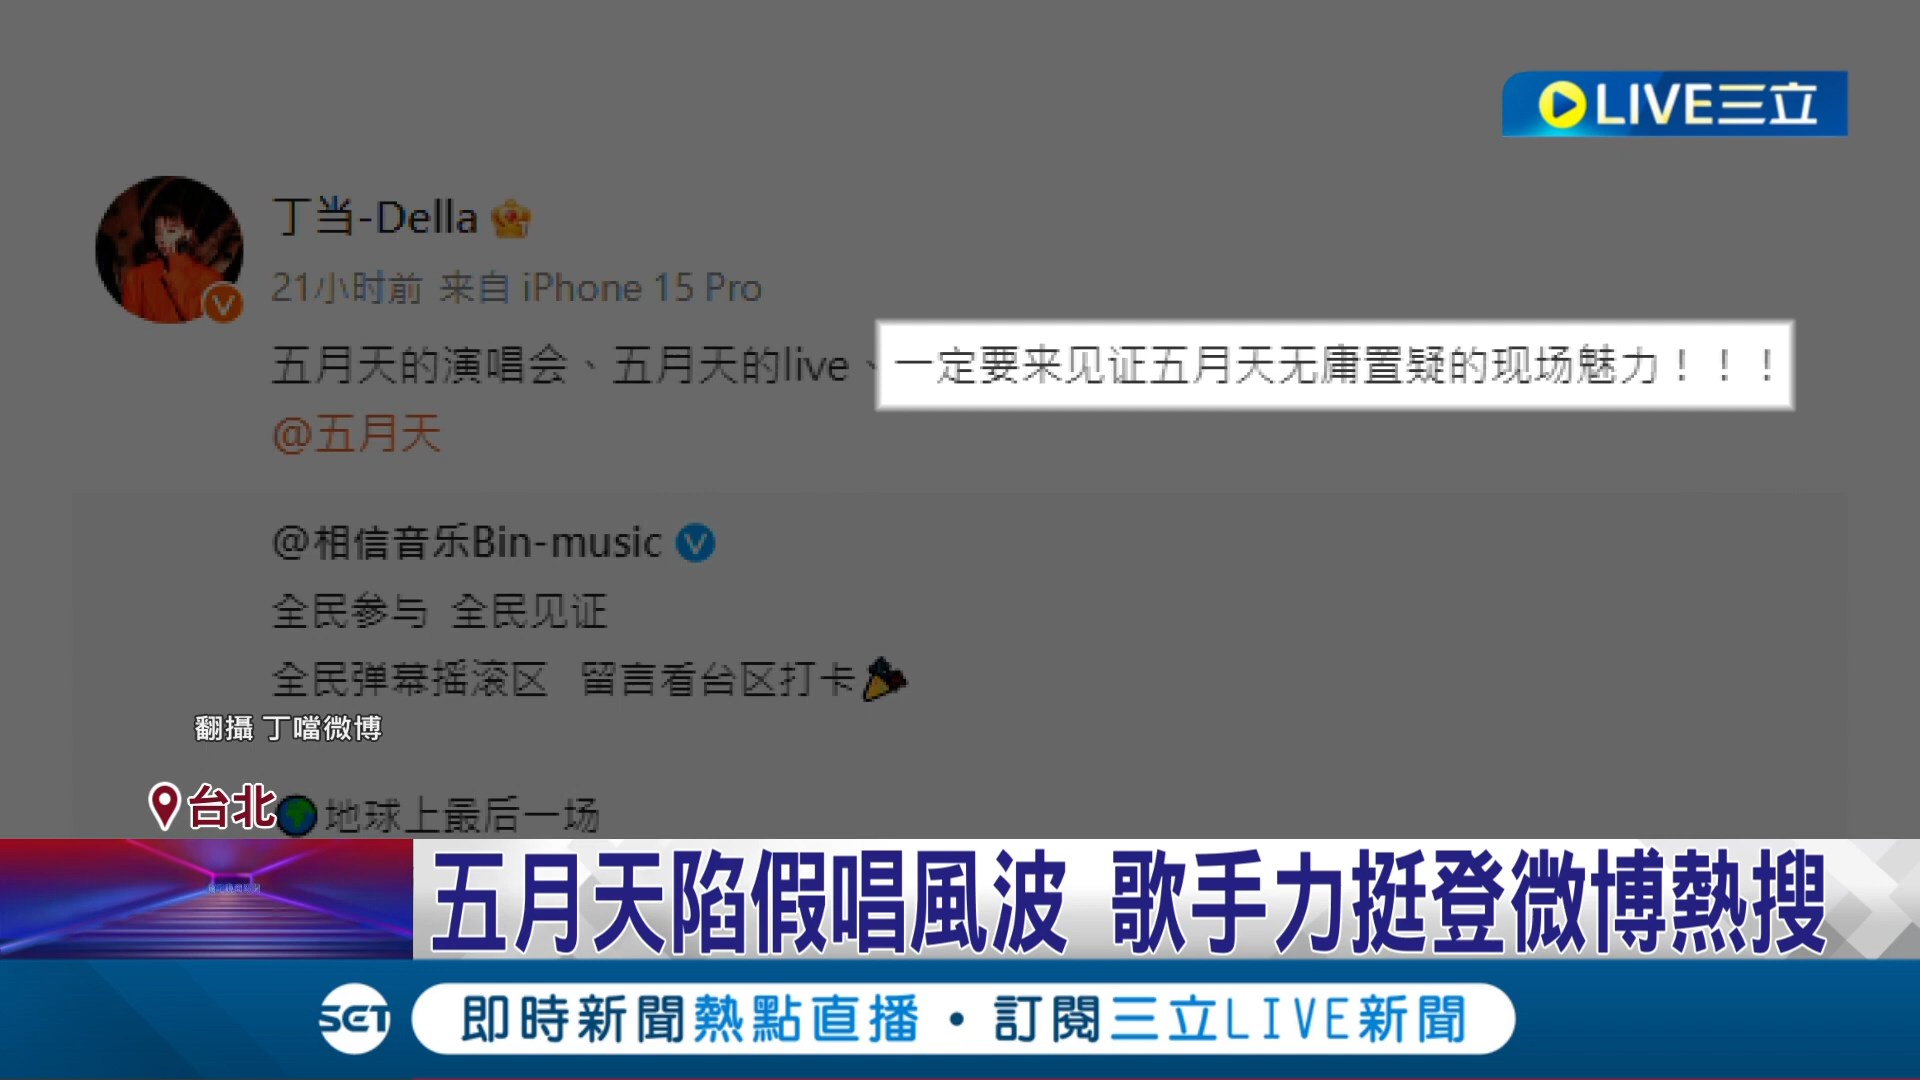 LIVE三立
丁当-Della
21小时前 来自 iPhone 15 Pro
五月天的演唱会、五月天的live、一定要来见证五月天无庸置疑的现场魅力！！！
@五月天
@相信音乐Bin-music
全民参与 全民见证
全民弹幕摇滚区 留言看台区打卡
翻攝 丁噹微博
台北
地球上最后一场
五月天陷假唱風波 歌手力挺登微博熱搜
SET
即時新聞熱點直播・訂閱三立LIVE新聞